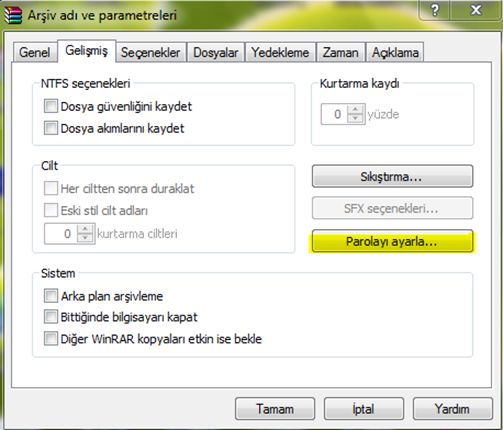 Arşiv adı ve parametreleri
Genel Gelişmiş Seçenekler Dosyalar Yedekleme Zaman Açıklama
NTFS seçenekleri
Dosya güvenliğini kaydet
Dosya akımlarını kaydet
Kurtarma kaydı
0 yüzde
Cilt
Her ciltten sonra duraklat
Eski stil cilt adları
0 kurtarma ciltleri
Sıkıştırma...
SFX seçenekleri...
Parolayı ayarla...
Sistem
Arka plan arşivleme
Bittiğinde bilgisayarı kapat
Diğer WinRAR kopyaları etkin ise bekle
Tamam İptal Yardım